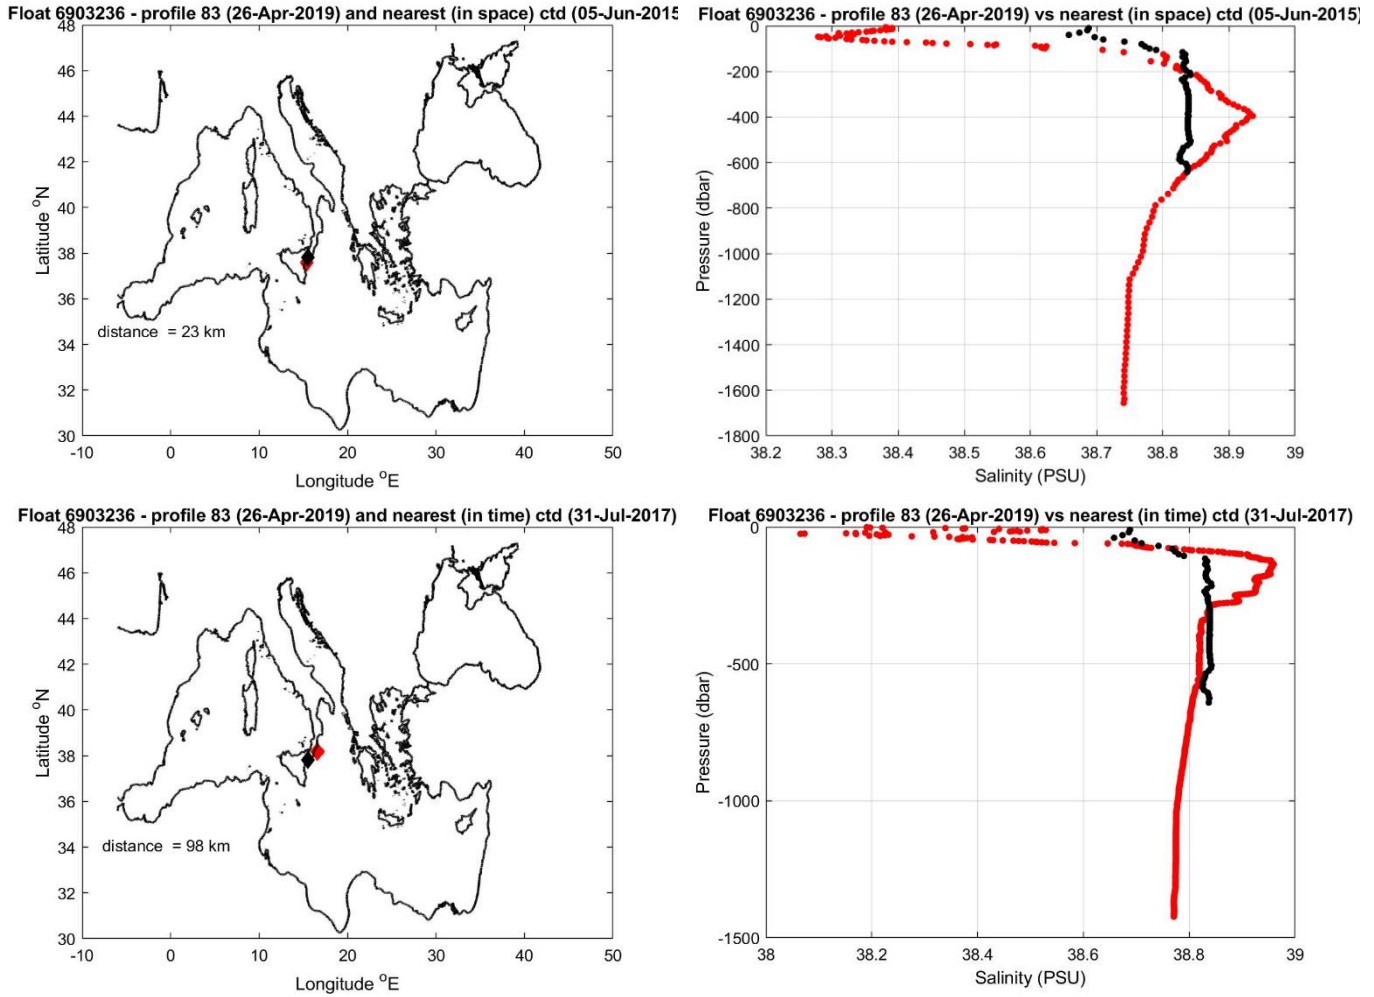 Float 6903236 - profile 83 (26-Apr-2019) and nearest (in space) ctd (05-Jun-2015
48
46
44
42
40
38
36
34
32
30
Latitude °N
distance = 23 km
-10 0 10 20 30 40 50
Longitude °E
Float 6903236 - profile 83 (26-Apr-2019) vs nearest (in space) ctd (05-Jun-2015)
0
-200
-400
-600
-800
-1000
-1200
-1400
-1600
-1800
Pressure (dbar)
38.2 38.3 38.4 38.5 38.6 38.7 38.8 38.9 39
Salinity (PSU)
Float 6903236 - profile 83 (26-Apr-2019) and nearest (in time) ctd (31-Jul-2017)
48
46
44
42
40
38
36
34
32
30
Latitude °N
distance = 98 km
-10 0 10 20 30 40 50
Longitude °E
Float 6903236 - profile 83 (26-Apr-2019) vs nearest (in time) ctd (31-Jul-2017)
0
-500
-1000
-1500
Pressure (dbar)
38 38.2 38.4 38.6 38.8 39
Salinity (PSU)